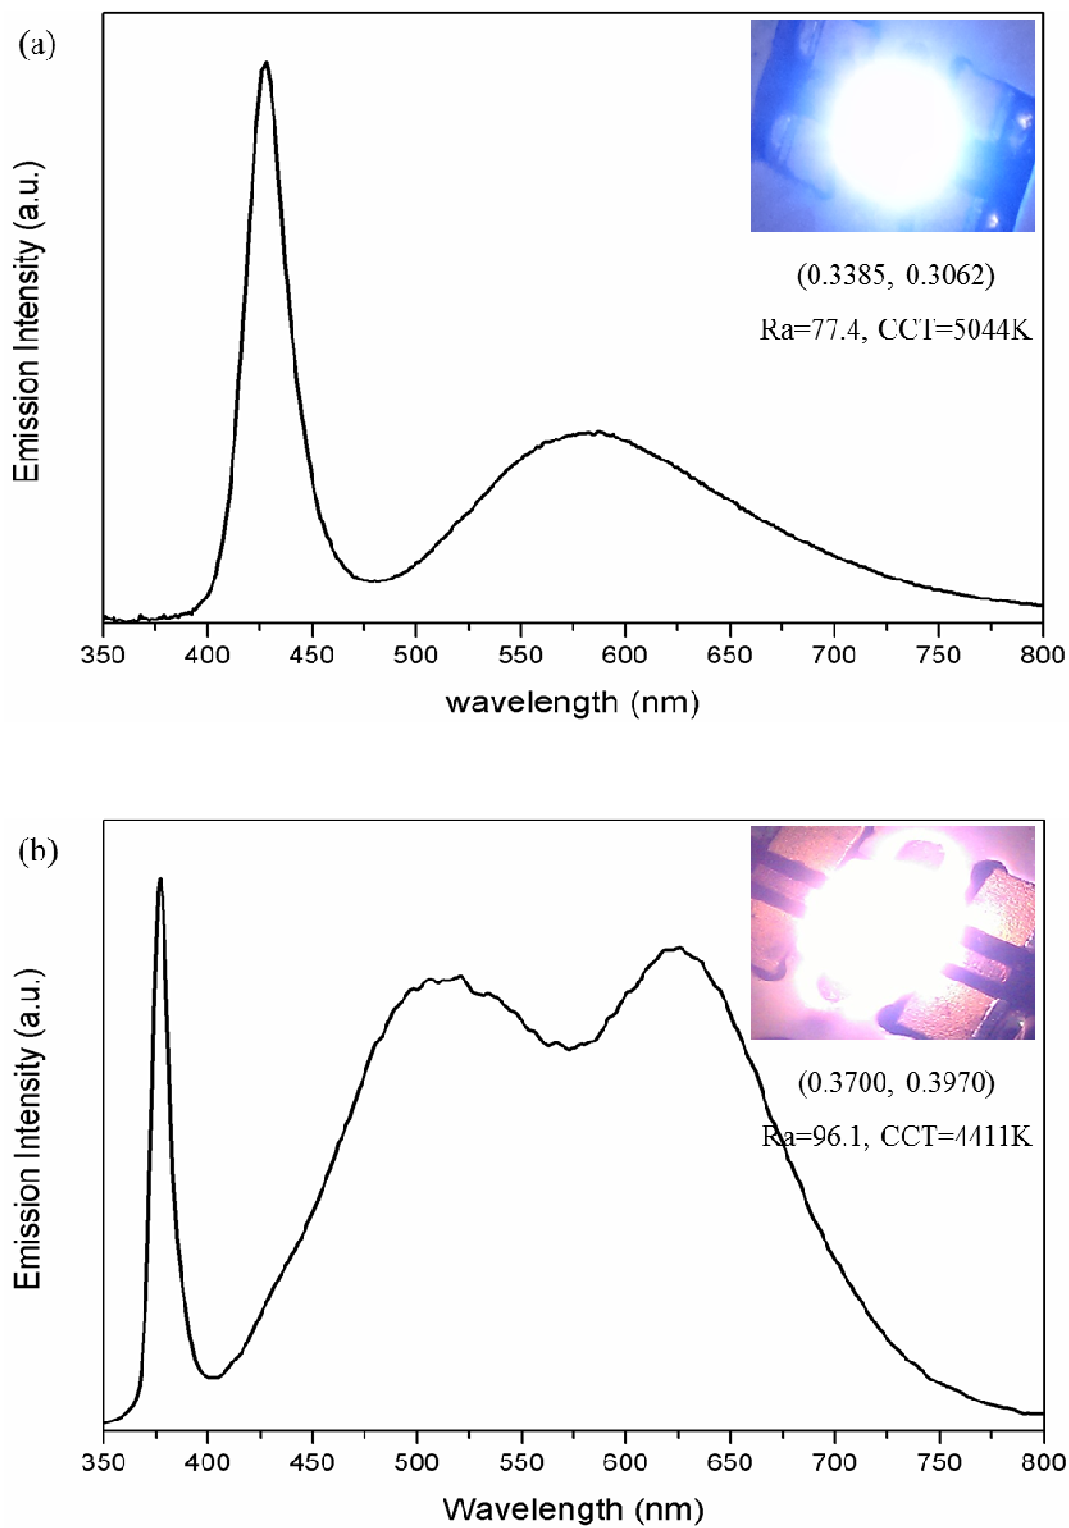 (a)
Emission Intensity (a.u.)
(0.3385, 0.3062)
Ra=77.4, CCT=5044K
350 400 450 500 550 600 650 700 750 800
wavelength (nm)
(b)
Emission Intensity (a.u.)
(0.3700, 0.3970)
Ra=96.1, CCT=4411K
350 400 450 500 550 600 650 700 750 800
Wavelength (nm)